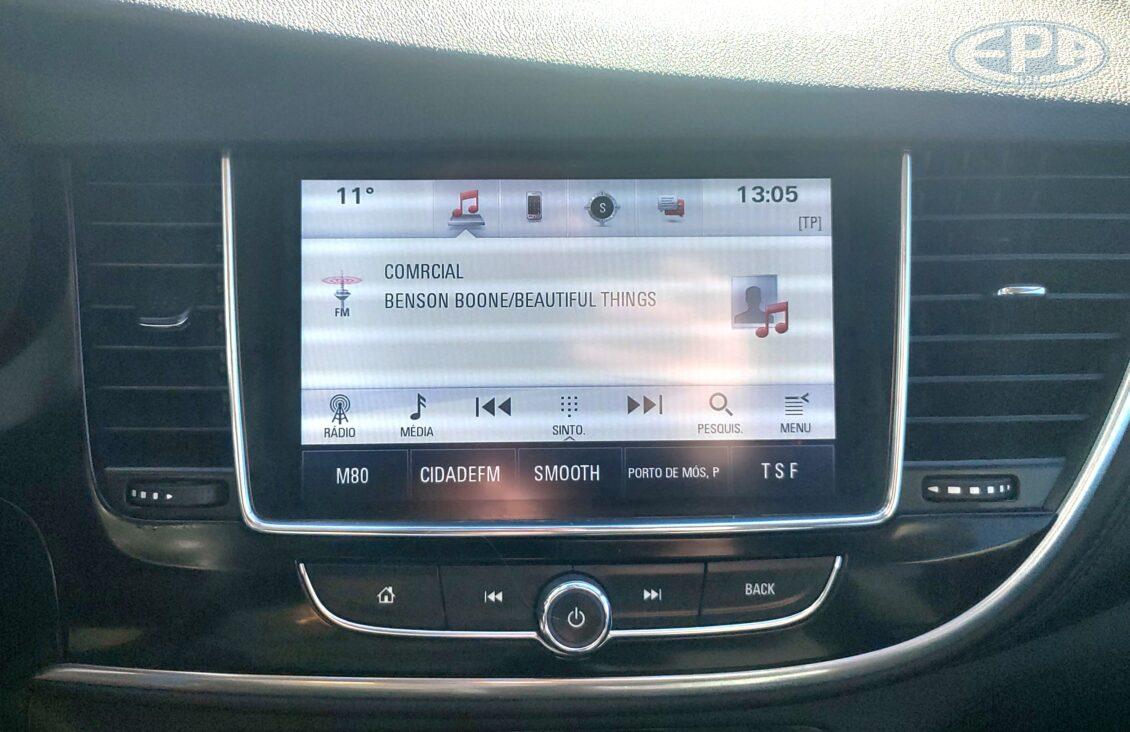 EPA
11°
13:05
S
[TP]
COMRCIAL
FM
BENSON BOONE/BEAUTIFUL THINGS
RÁDIO
MÉDIA
SINTO.
PESQUIS.
MENU
M80
CIDADEFM
SMOOTH
PORTO DE MÓS, P
TSF
BACK